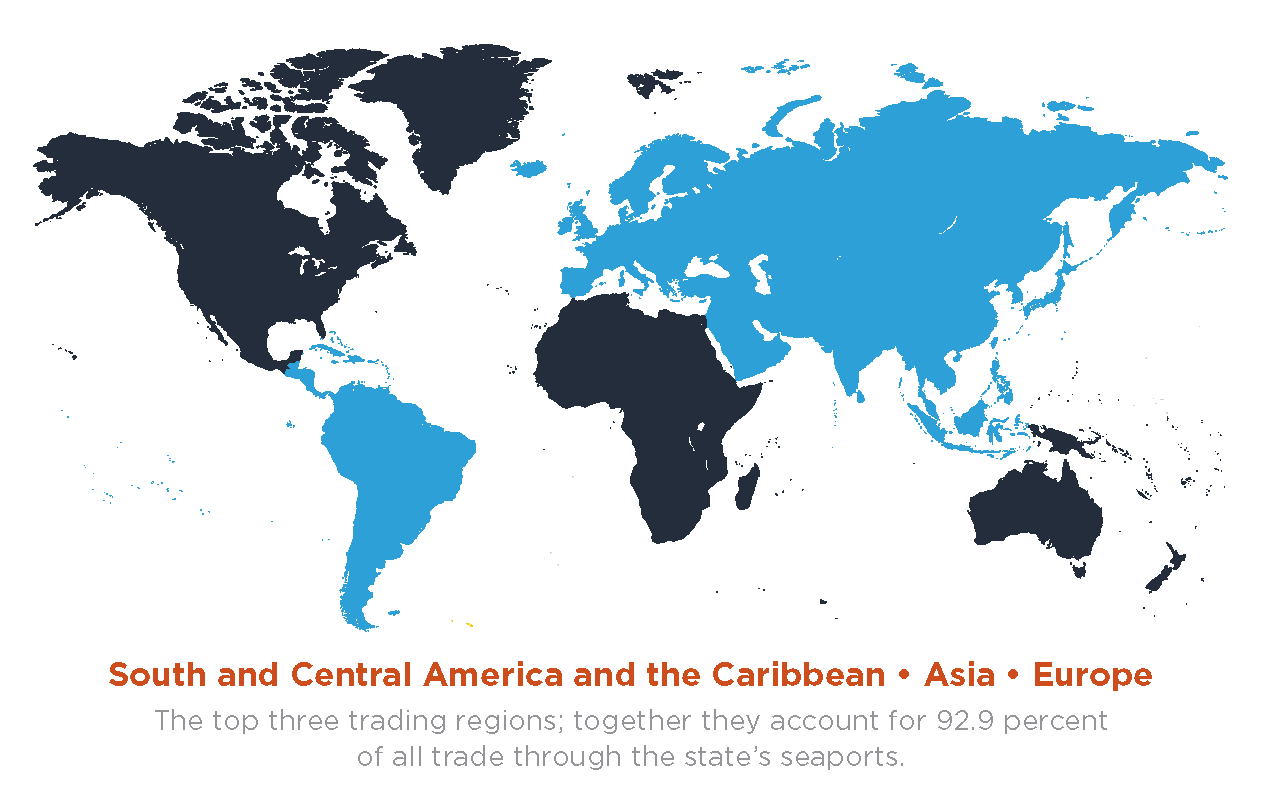 South and Central America and the Caribbean • Asia • Europe
The top three trading regions; together they account for 92.9 percent
of all trade through the state’s seaports.